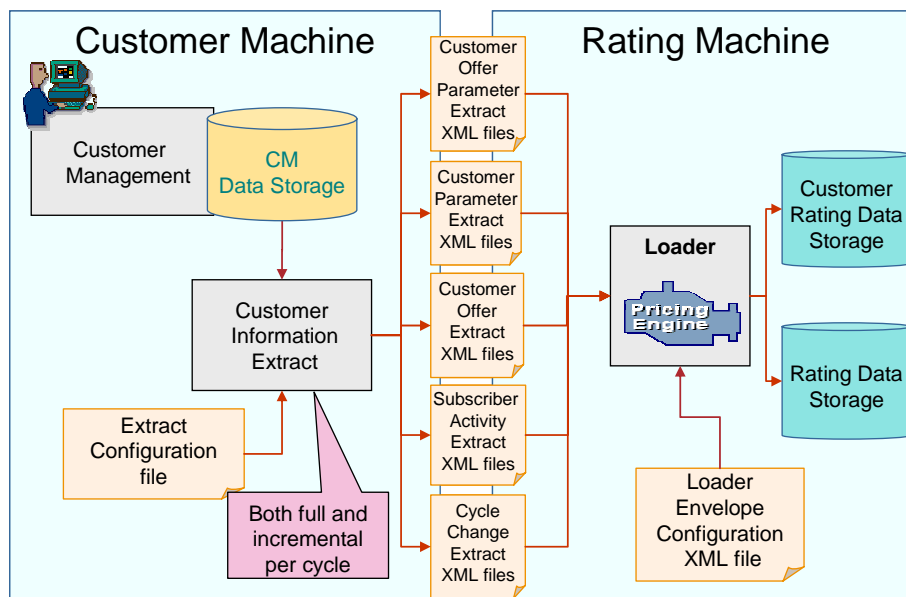 Customer Machine
Rating Machine
Customer
Management
CM
Data Storage
Customer
Information
Extract
Extract
Configuration
file
Both full and
incremental
per cycle
Customer
Offer
Parameter
Extract
XML files
Customer
Parameter
Extract
XML files
Customer
Offer
Extract
XML files
Subscriber
Activity
Extract
XML files
Cycle
Change
Extract
XML files
Loader
Pricing
Engine
Customer
Rating Data
Storage
Rating Data
Storage
Loader
Envelope
Configuration
XML file